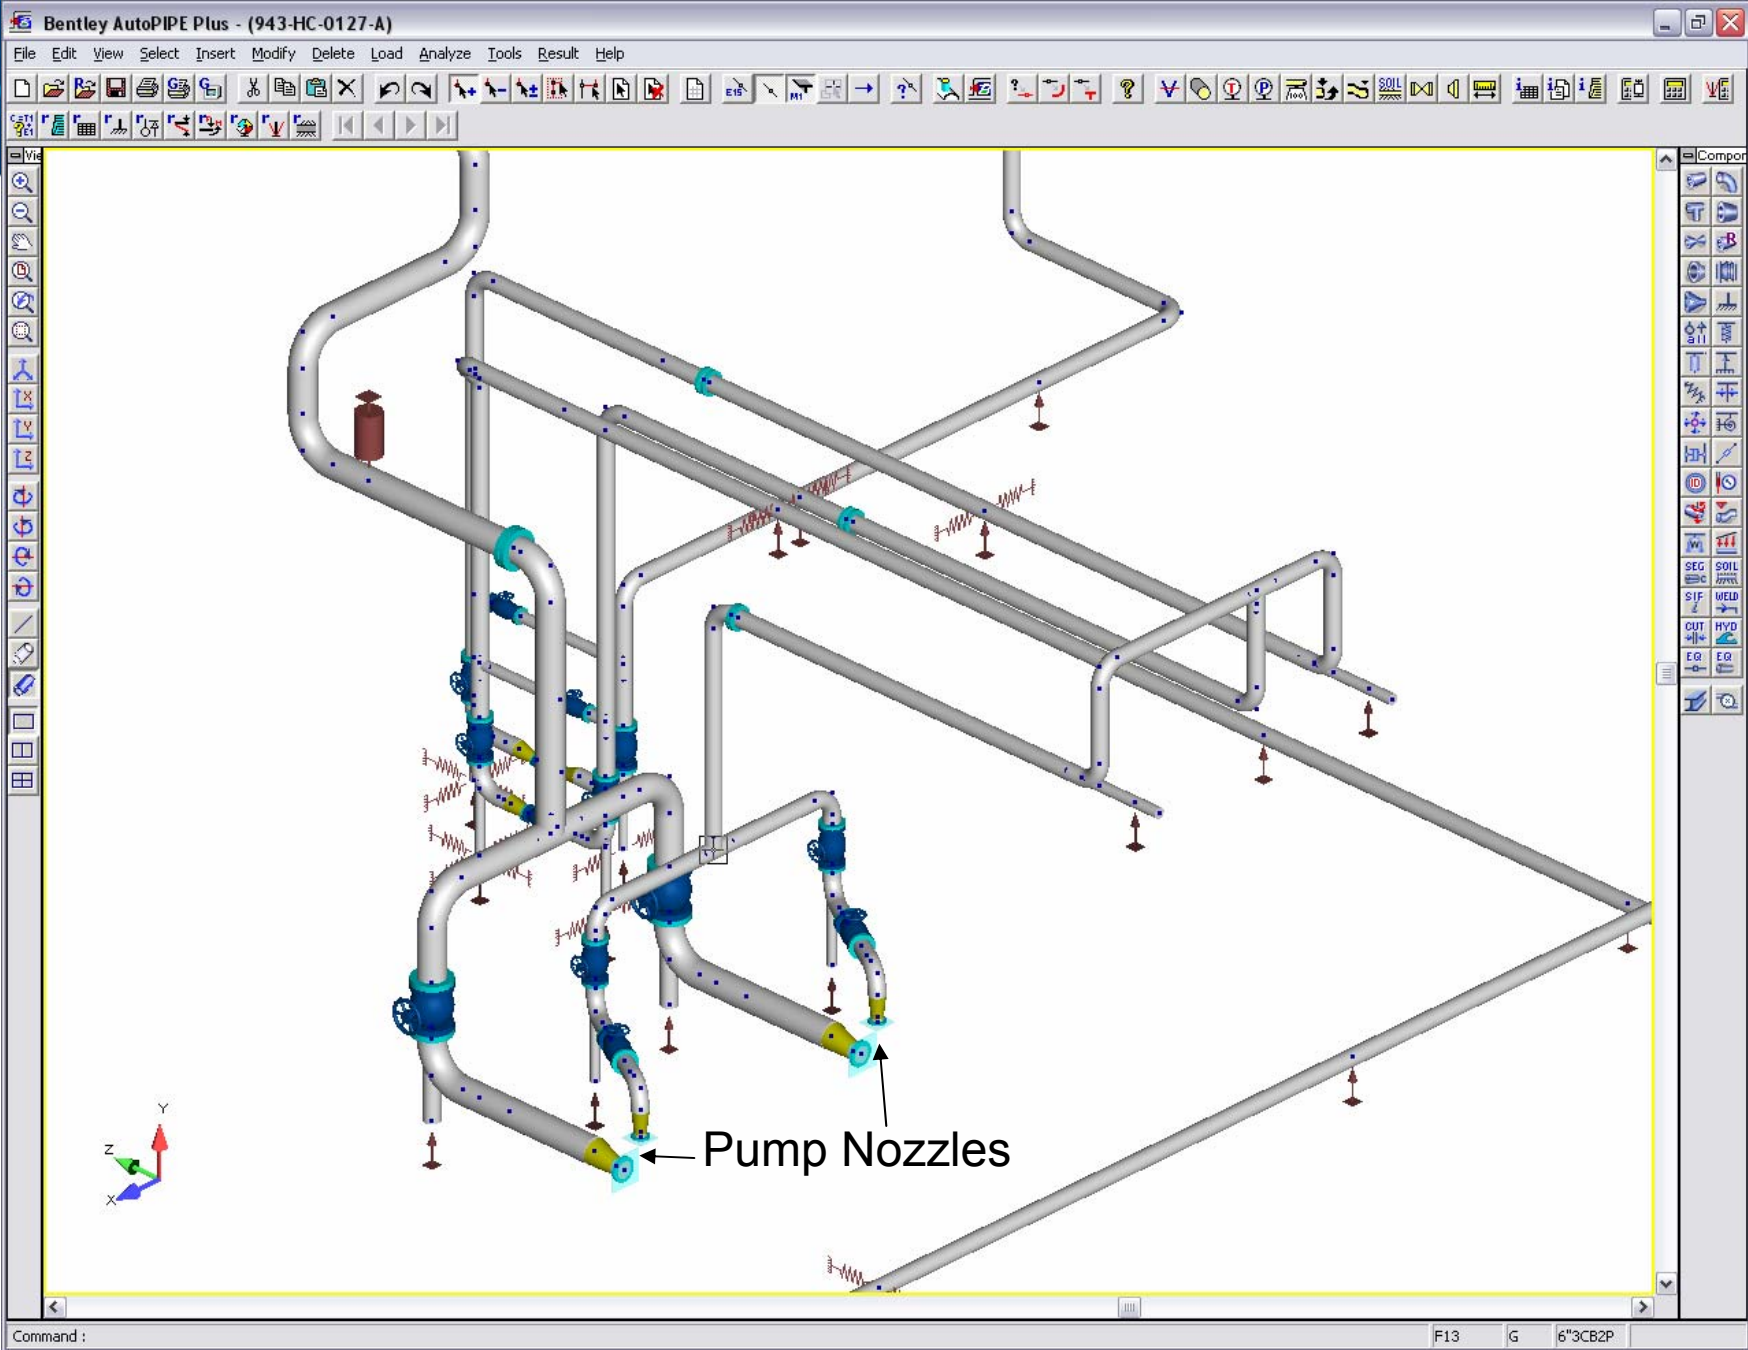 Bentley AutoPIPE Plus - (943-HC-0127-A)
File Edit View Select Insert Modify Delete Load Analyze Tools Result Help
Vie
Compor
SEG SOIL
SIF WELD
CUT HYD
EQ EQ
Pump Nozzles
Y
Z
X
Command :
F13 G 6"3CB2P